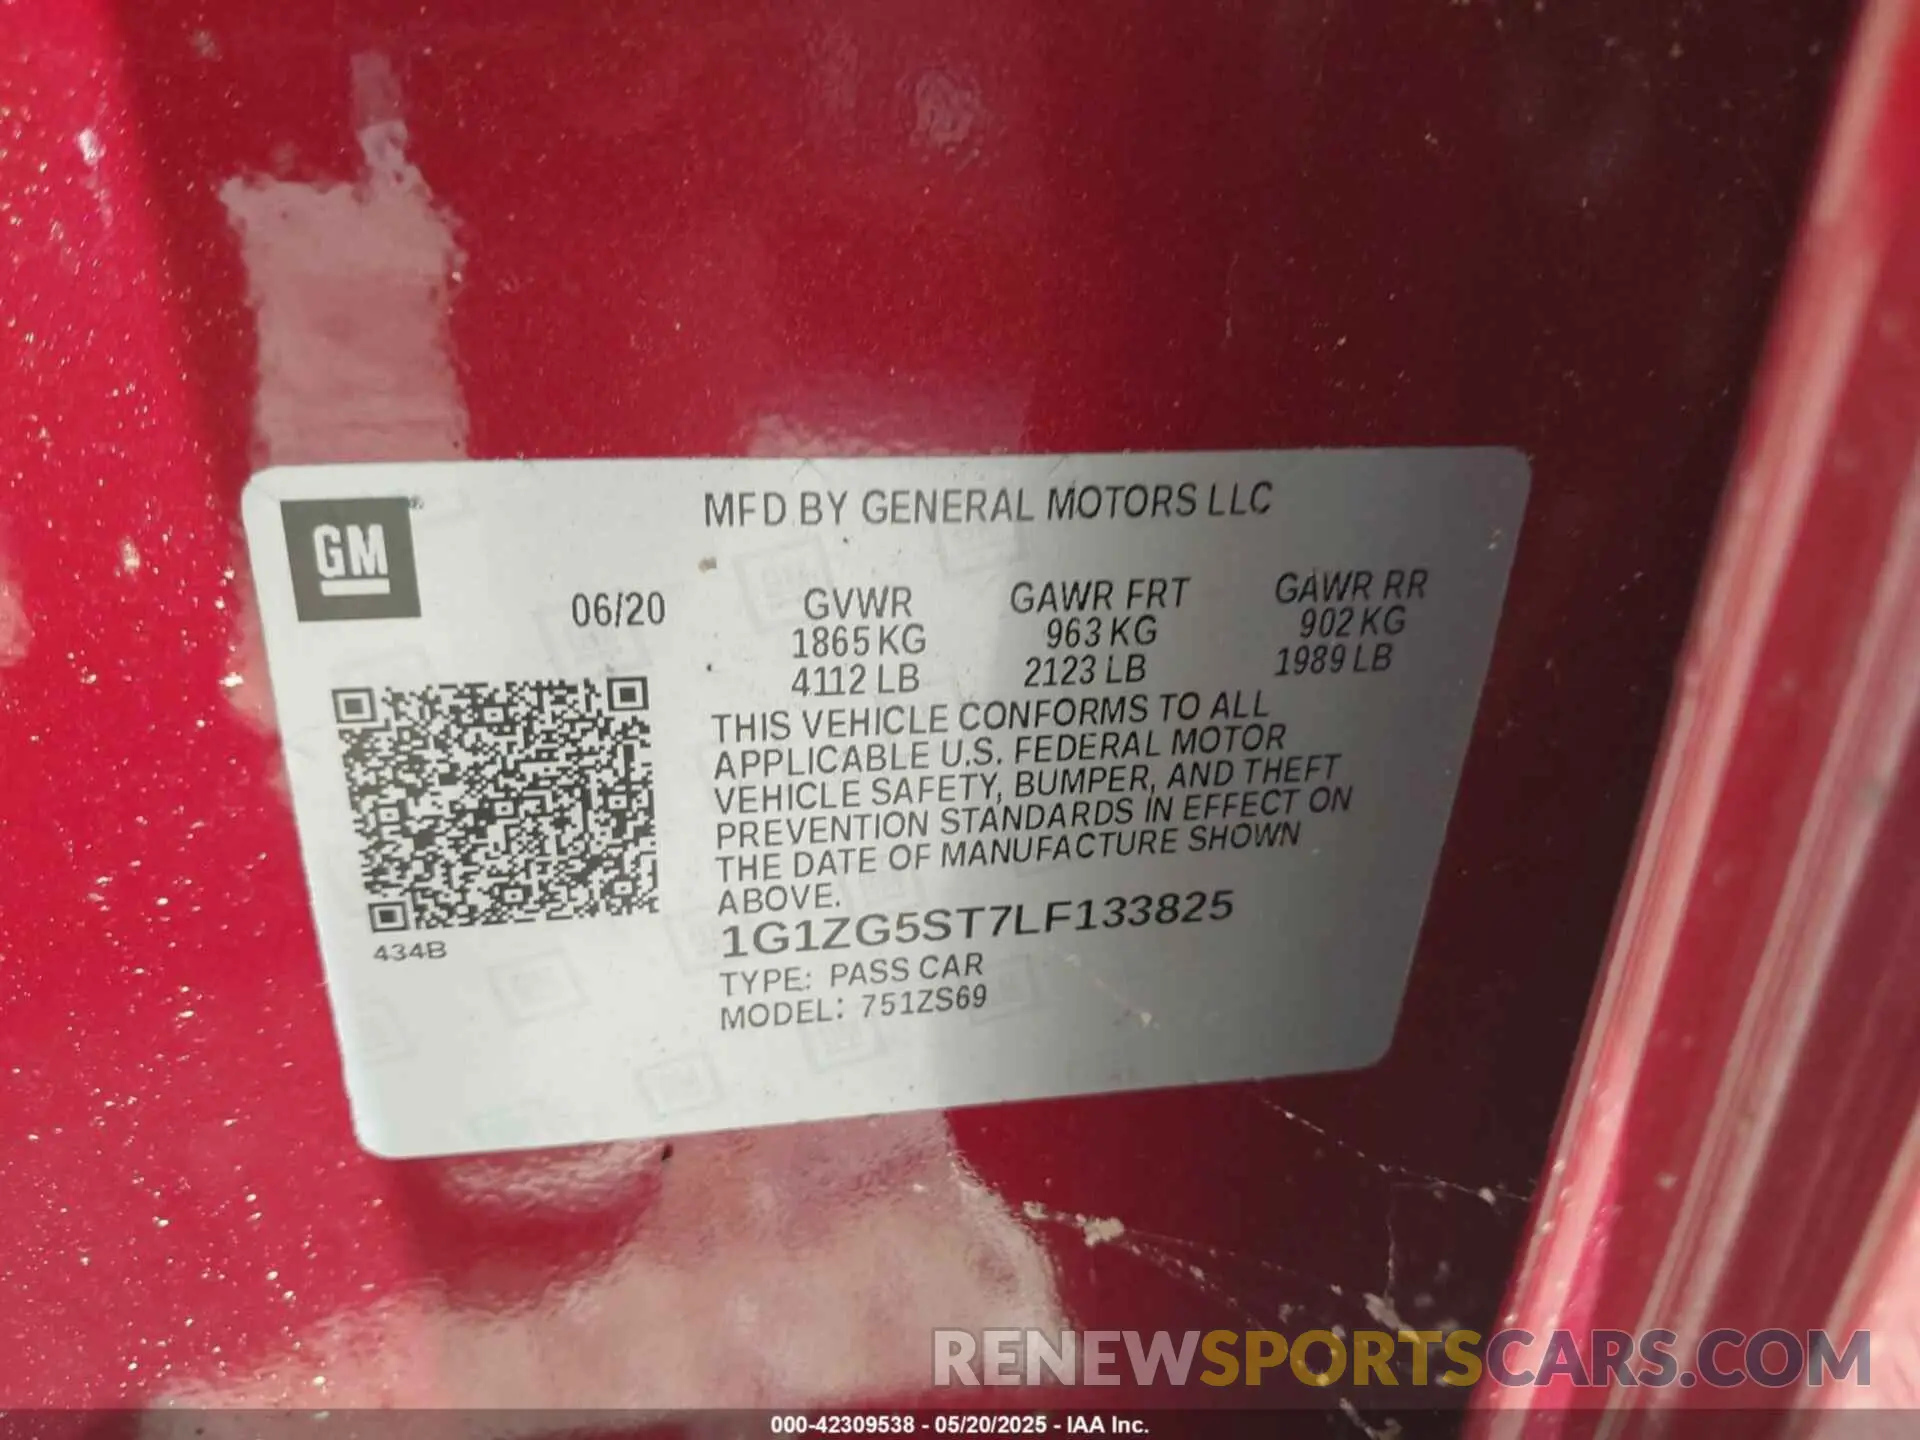 MFD BY GENERAL MOTORS LLC
GM
06/20
GVWR
1865 KG
4112 LB
GAWR FRT
963 KG
2123 LB
GAWR RR
902 KG
1989 LB
THIS VEHICLE CONFORMS TO ALL
APPLICABLE U.S. FEDERAL MOTOR
VEHICLE SAFETY, BUMPER, AND THEFT
PREVENTION STANDARDS IN EFFECT ON
THE DATE OF MANUFACTURE SHOWN
ABOVE.
1G1ZG5ST7LF133825
434B
TYPE: PASS CAR
MODEL: 751ZS69
RENEWSPORTSCARS.COM
000-42309538 - 05/20/2025 - IAA Inc.